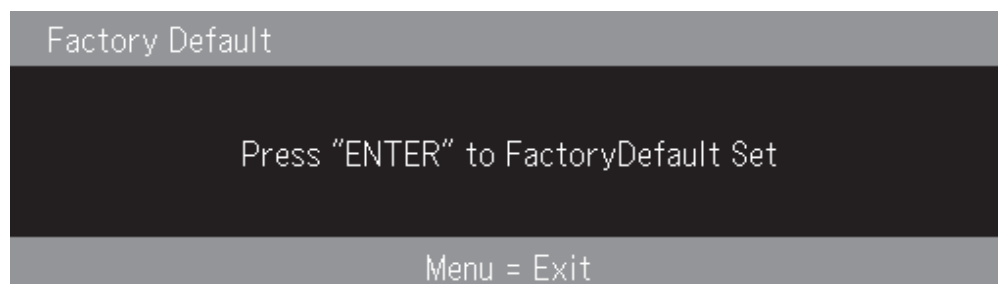 Factory Default
Press "ENTER" to FactoryDefault Set
Menu = Exit